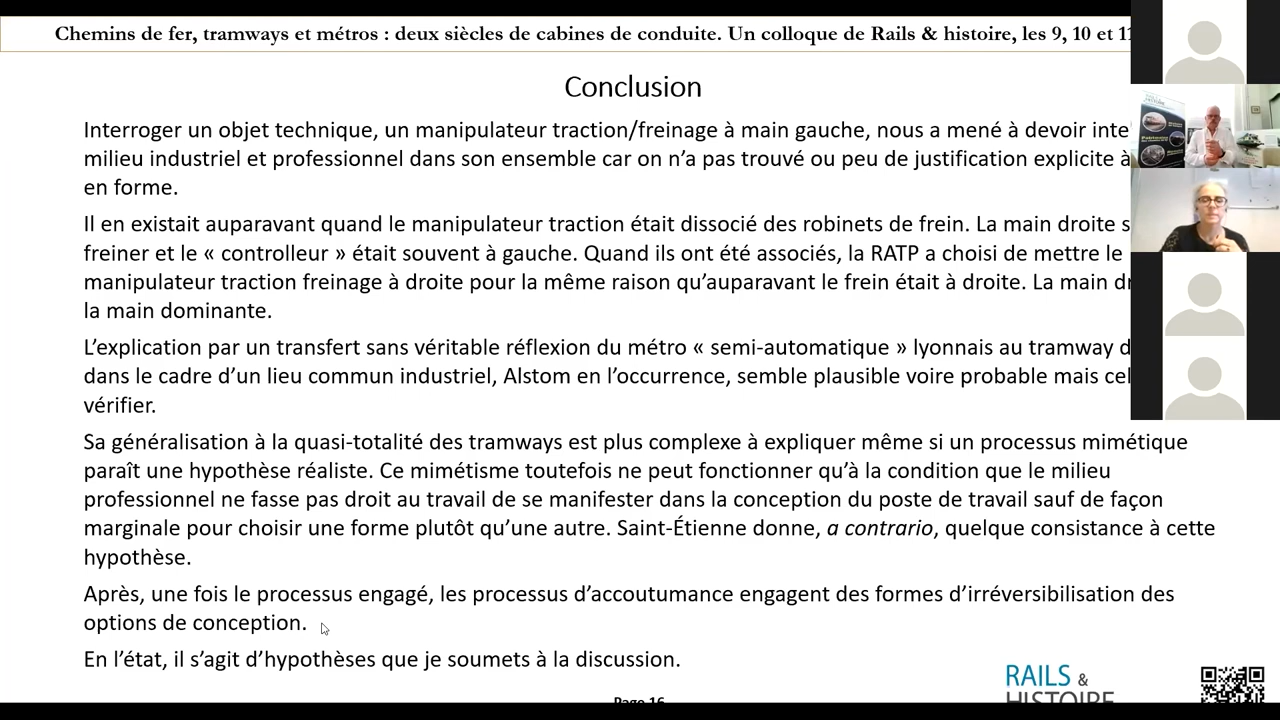 Chemins de fer, tramways et métros : deux siècles de cabines de conduite. Un colloque de Rails & histoire, les 9, 10 et 11
Conclusion
Interroger un objet technique, un manipulateur traction/freinage à main gauche, nous a mené à devoir
milieu industriel et professionnel dans son ensemble car on n’a pas trouvé ou peu de justification explicite à
en forme.
Il en existait auparavant quand le manipulateur traction était dissocié des robinets de frein. La main droite
freiner et le « controlleur » était souvent à gauche. Quand ils ont été associés, la RATP a choisi de mettre le
manipulateur traction freinage à droite pour la même raison qu’auparavant le frein était à droite. La main
la main dominante.
L’explication par un transfert sans véritable réflexion du métro « semi-automatique » lyonnais au tramway
dans le cadre d’un lieu commun industriel, Alstom en l’occurrence, semble plausible voire probable mais
vérifier.
Sa généralisation à la quasi-totalité des tramways est plus complexe à expliquer même si un processus mimétique
paraît une hypothèse réaliste. Ce mimétisme toutefois ne peut fonctionner qu’à la condition que le milieu
professionnel ne fasse pas droit au travail de se manifester dans la conception du poste de travail sauf de façon
marginale pour choisir une forme plutôt qu’une autre. Saint-Étienne donne, a contrario, quelque consistance à cette
hypothèse.
Après, une fois le processus engagé, les processus d’accoutumance engagent des formes d’irréversibilisation des
options de conception.
En l’état, il s’agit d’hypothèses que je soumets à la discussion.
RAILS &
HISTOIRE
Page 16